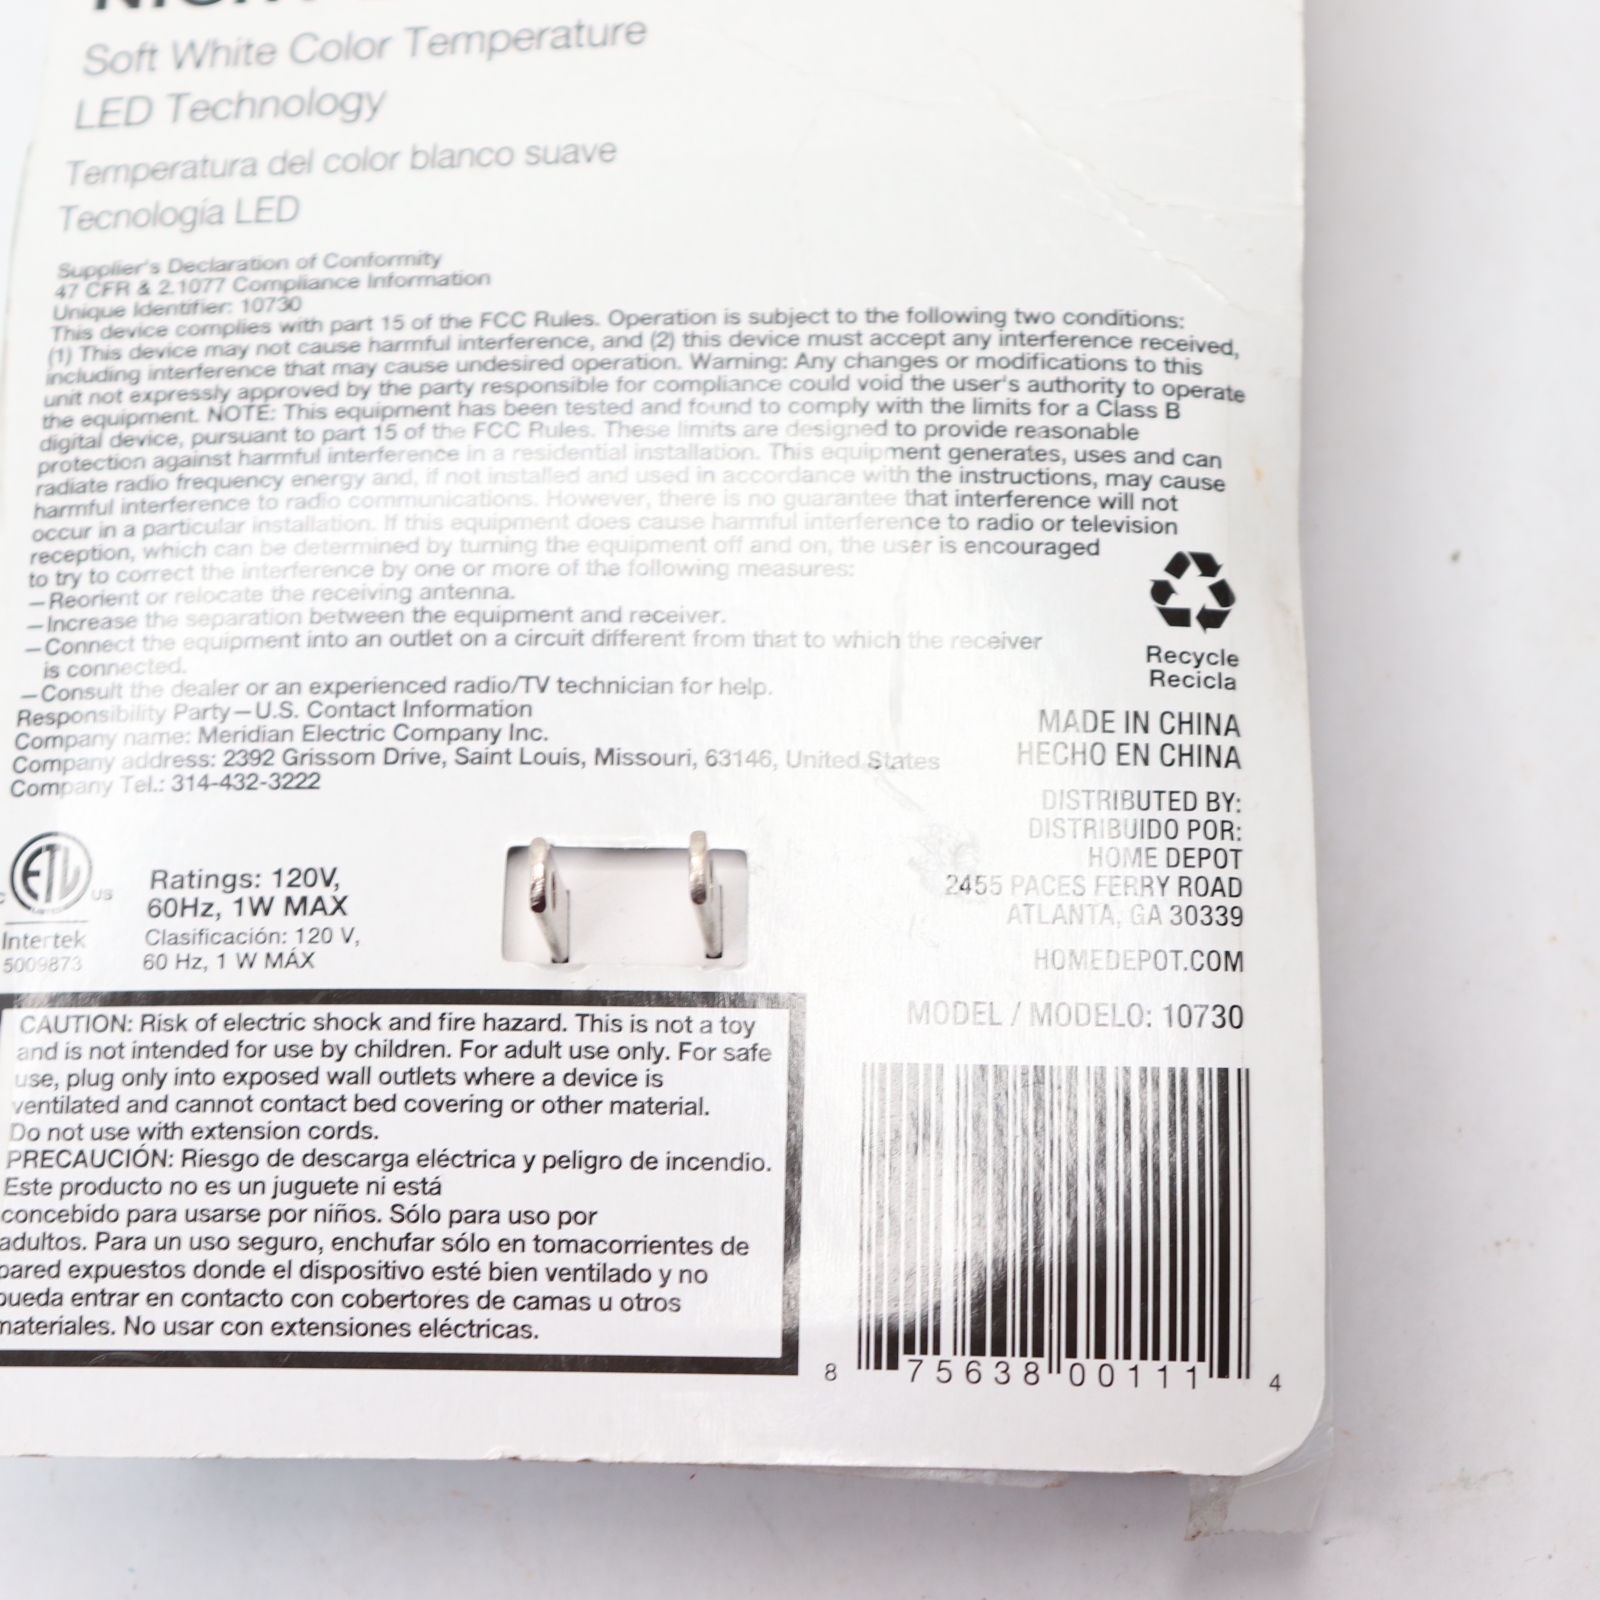 Soft White Color Temperature
LED Technology
Temperatura del color blanco suave
Tecnología LED
Supplier's Declaration of Conformity
47 CFR & 2.1077 Compliance Information
Unique Identifier: 10730
This device complies with part 15 of the FCC Rules. Operation is subject to the following two conditions:
(1) This device may not cause harmful interference, and (2) this device must accept any interference received,
including interference that may cause undesired operation. Warning: Any changes or modifications to this
unit not expressly approved by the party responsible for compliance could void the user's authority to operate
the equipment. NOTE: This equipment has been tested and found to comply with the limits for a Class B
digital device, pursuant to part 15 of the FCC Rules. These limits are designed to provide reasonable
protection against harmful interference in a residential installation. This equipment generates, uses and can
radiate radio frequency energy and, if not installed and used in accordance with the instructions, may cause
harmful interference to radio communications. However, there is no guarantee that interference will not
occur in a particular installation. If this equipment does cause harmful interference to radio or television
reception, which can be determined by turning the equipment off and on, the user is encouraged
to try to correct the interference by one or more of the following measures:
—Reorient or relocate the receiving antenna.
—Increase the separation between the equipment and receiver.
—Connect the equipment into an outlet on a circuit different from that to which the receiver
is connected.
—Consult the dealer or an experienced radio/TV technician for help.
Responsibility Party—U.S. Contact Information
Company name: Meridian Electric Company Inc.
Company address: 2392 Grissom Drive, Saint Louis, Missouri, 63146, United States
Company Tel.: 314-432-3222
Recycle
Recicla
MADE IN CHINA
HECHO EN CHINA
DISTRIBUTED BY:
DISTRIBUIDO POR:
HOME DEPOT
2455 PACES FERRY ROAD
ATLANTA, GA 30339
HOMEDEPOT.COM
MODEL / MODELO: 10730
c ETL US
Intertek
5009873
Ratings: 120V,
60Hz, 1W MAX
Clasificación: 120 V,
60 Hz, 1 W MÁX
CAUTION: Risk of electric shock and fire hazard. This is not a toy
and is not intended for use by children. For adult use only. For safe
use, plug only into exposed wall outlets where a device is
ventilated and cannot contact bed covering or other material.
Do not use with extension cords.
PRECAUCIÓN: Riesgo de descarga eléctrica y peligro de incendio.
Este producto no es un juguete ni está
concebido para usarse por niños. Sólo para uso por
adultos. Para un uso seguro, enchufar sólo en tomacorrientes de
pared expuestos donde el dispositivo esté bien ventilado y no
pueda entrar en contacto con cobertores de camas u otros
materiales. No usar con extensiones eléctricas.
8 75638 00111 4